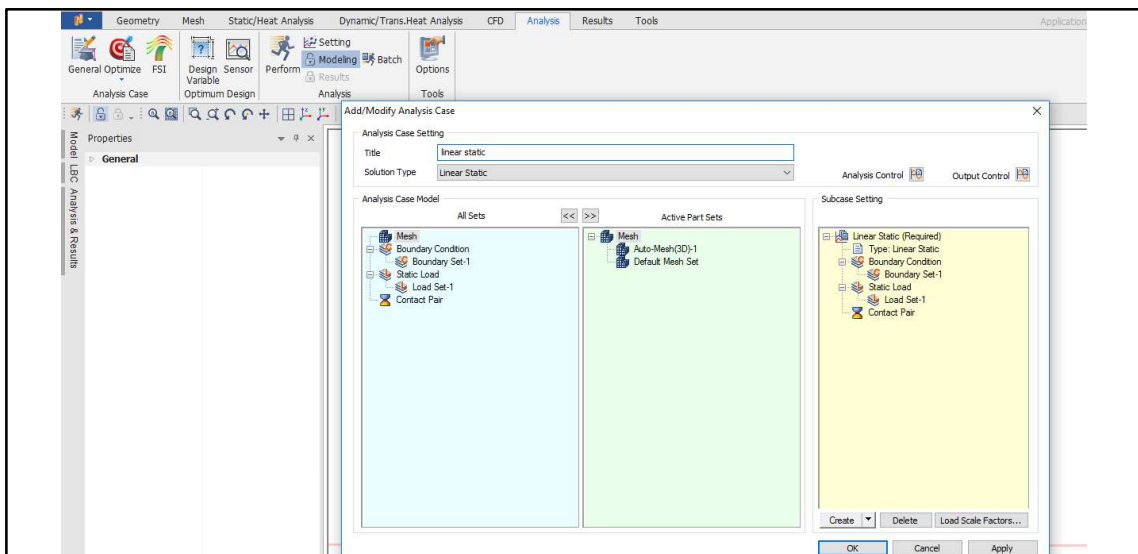 Geometry Mesh Static/Heat Analysis Dynamic/Trans.Heat Analysis CFD Analysis Results Tools Application
General Optimize FSI Design Variable Sensor Perform Setting Modeling Batch Results Options
Analysis Case Optimum Design Analysis Tools
Add/Modify Analysis Case
Properties
General
Model
LBC
Analysis & Results
Analysis Case Setting
Title linear static
Solution Type Linear Static Analysis Control Output Control
Analysis Case Model Subcase Setting
All Sets << >> Active Part Sets
Mesh
Boundary Condition
Boundary Set-1
Static Load
Load Set-1
Contact Pair
Mesh
Auto-Mesh(3D)-1
Default Mesh Set
Linear Static (Required)
Type: Linear Static
Boundary Condition
Boundary Set-1
Static Load
Load Set-1
Contact Pair
Create Delete Load Scale Factors...
OK Cancel Apply